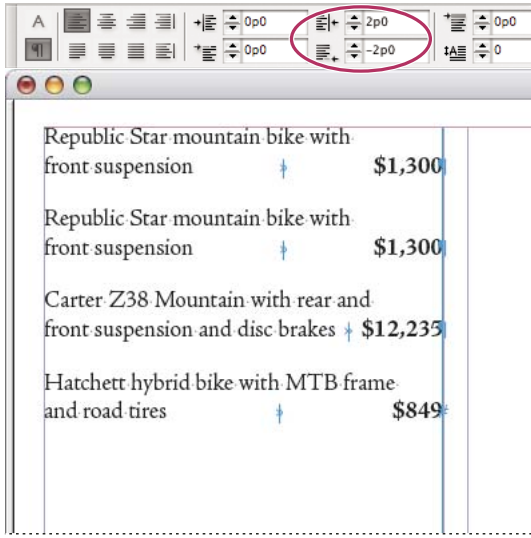 A 0p0 2p0 0p0
¶ 0p0 -2p0 0
Republic Star mountain bike with
front suspension $1,300
Republic Star mountain bike with
front suspension $1,300
Carter Z38 Mountain with rear and
front suspension and disc brakes $12,235
Hatchett hybrid bike with MTB frame
and road tires $849